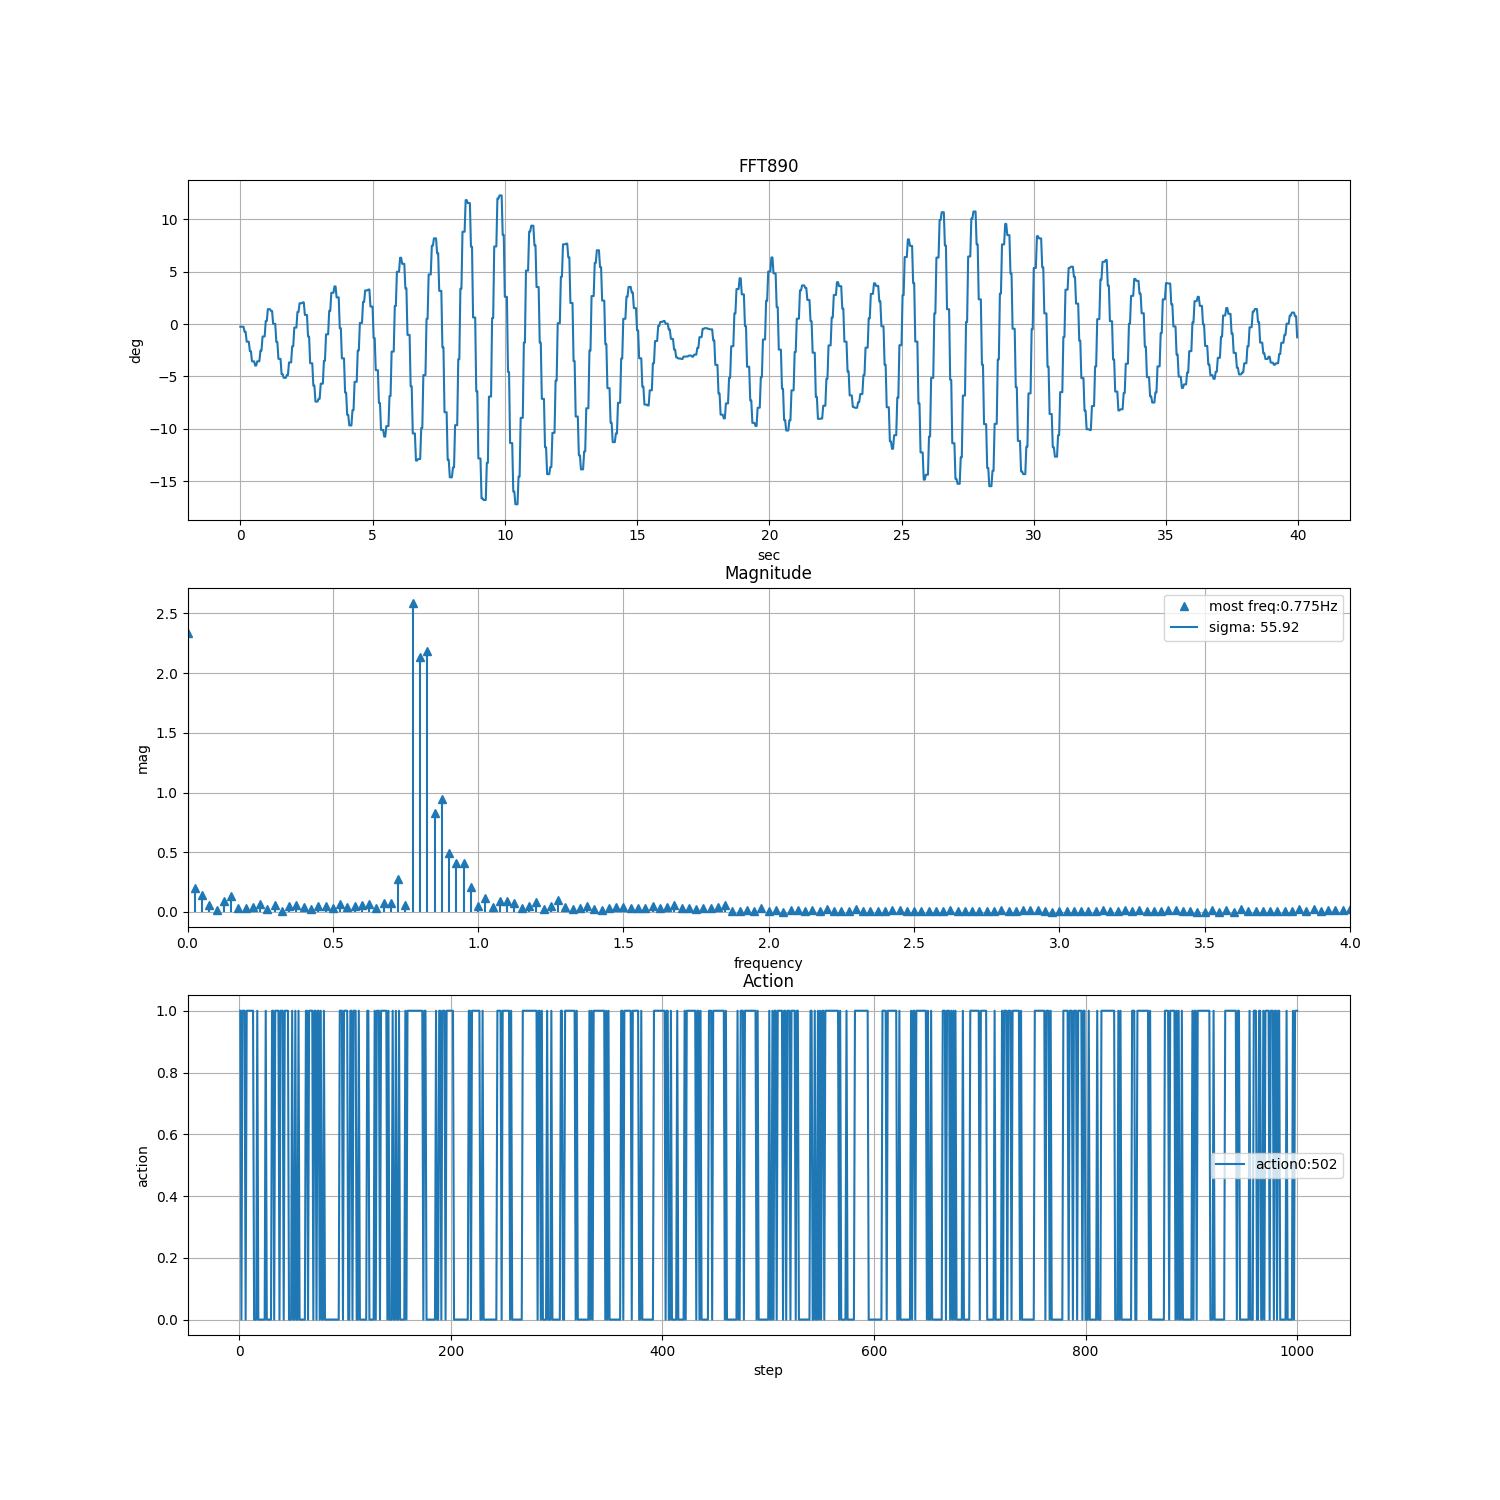 FFT890
10
5
0
−5
−10
−15
deg
0 5 10 15 20 25 30 35 40
sec
Magnitude
2.5
2.0
1.5
1.0
0.5
0.0
mag
most freq:0.775Hz
sigma: 55.92
0.0 0.5 1.0 1.5 2.0 2.5 3.0 3.5 4.0
frequency
Action
1.0
0.8
0.6
0.4
0.2
0.0
action
action0:502
0 200 400 600 800 1000
step